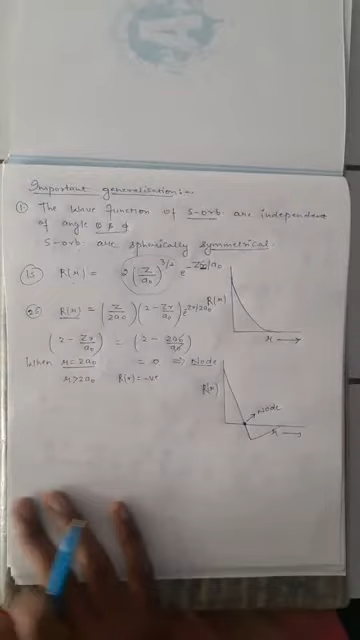 Important generalisation:-
1. The wave function of s-orb are independent
of angle θ & φ
s-orb are spherically symmetrical.
1s R(r) = 2 (Z/a₀)^3/2 e^-Zr/a₀
R(r)
r →
2s R(r) = (Z/2a₀) (2 - Zr/a₀) e^-Zr/2a₀
(2 - Zr/a₀) = (2 - 2a₀/a₀)
When r = 2a₀ = 0 ⇒ Node
r > 2a₀ R(r) = -ve
R(r)
Node
r →